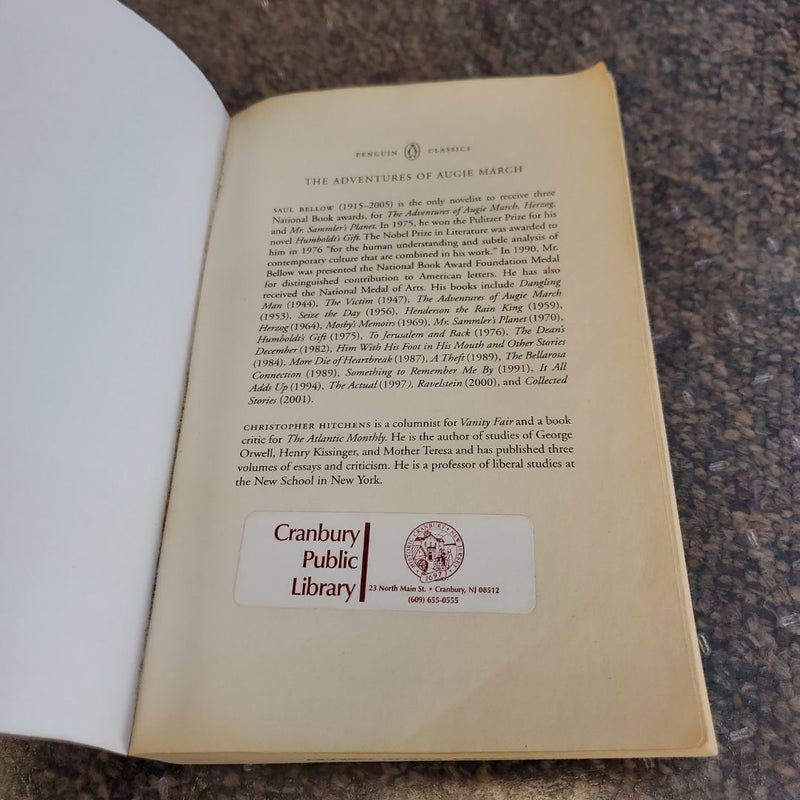 PENGUIN CLASSICS
THE ADVENTURES OF AUGIE MARCH
SAUL BELLOW (1915–2005) is the only novelist to receive three
National Book awards, for The Adventures of Augie March, Herzog,
and Mr. Sammler's Planet. In 1975, he won the Pulitzer Prize for his
novel Humboldt's Gift. The Nobel Prize in Literature was awarded to
him in 1976 "for the human understanding and subtle analysis of
contemporary culture that are combined in his work." In 1990, Mr.
Bellow was presented the National Book Award Foundation Medal
for distinguished contribution to American letters. He has also
received the National Medal of Arts. His books include Dangling
Man (1944), The Victim (1947), The Adventures of Augie March
(1953), Seize the Day (1956), Henderson the Rain King (1959),
Herzog (1964), Mosby's Memoirs (1969), Mr. Sammler's Planet (1970),
Humboldt's Gift (1975), To Jerusalem and Back (1976), The Dean's
December (1982), Him With His Foot in His Mouth and Other Stories
(1984), More Die of Heartbreak (1987), A Theft (1989), The Bellarosa
Connection (1989), Something to Remember Me By (1991), It All
Adds Up (1994), The Actual (1997), Ravelstein (2000), and Collected
Stories (2001).
CHRISTOPHER HITCHENS is a columnist for Vanity Fair and a book
critic for The Atlantic Monthly. He is the author of studies of George
Orwell, Henry Kissinger, and Mother Teresa and has published three
volumes of essays and criticism. He is a professor of liberal studies at
the New School in New York.
Cranbury
Public
Library
HISTORIC CRANBURY • NEW JERSEY
1697
23 North Main St. • Cranbury, NJ 08512
(609) 655-0555